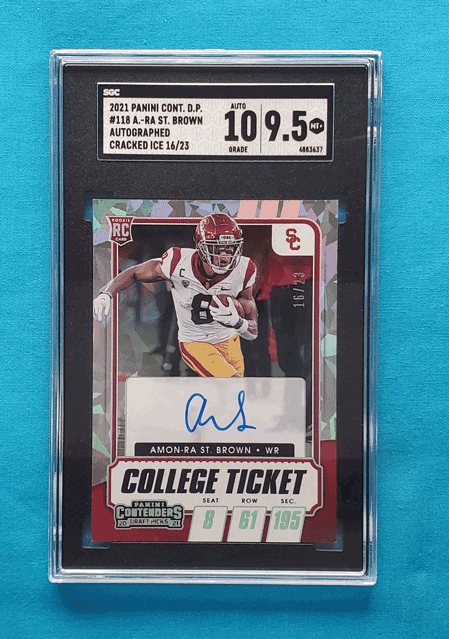 SGC
2021 PANINI CONT. D.P.
#118 A.-RA ST. BROWN
AUTOGRAPHED
CRACKED ICE 16/23
AUTO
10
GRADE
9.5
MT+
4883637
ROOKIE
RC
CARD
SC
8
16/23
AMON-RA ST. BROWN • WR
COLLEGE TICKET
SEAT ROW SEC.
8 61 195
PANINI
CONTENDERS
20 DRAFT PICKS 21